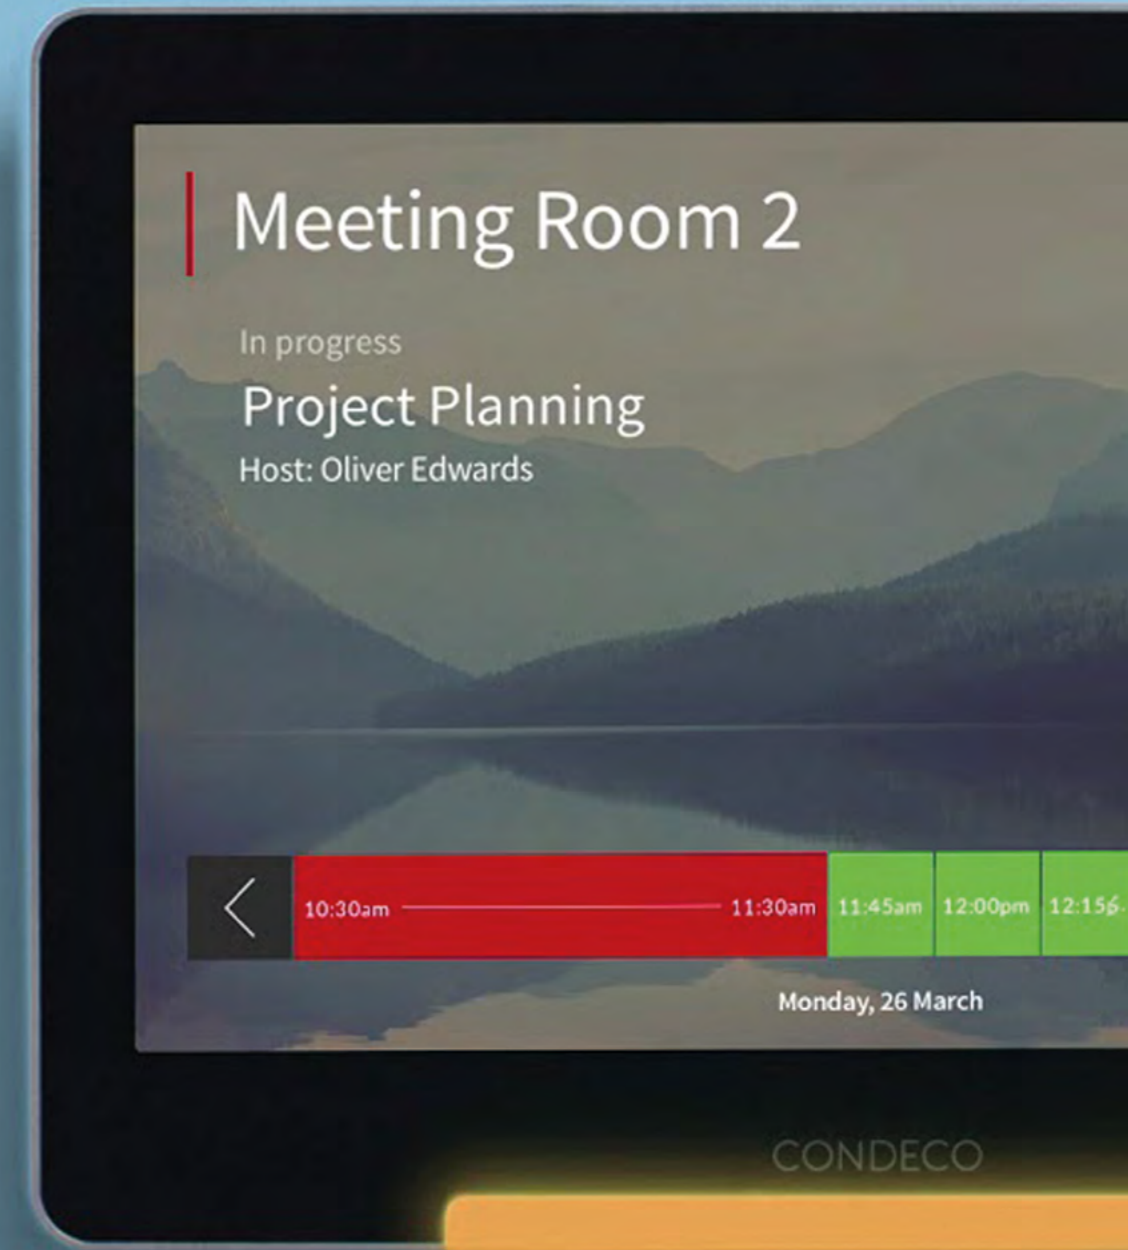 Meeting Room 2
In progress
Project Planning
Host: Oliver Edwards
10:30am 11:30am 11:45am 12:00pm
Monday, 26 March
CONDECO